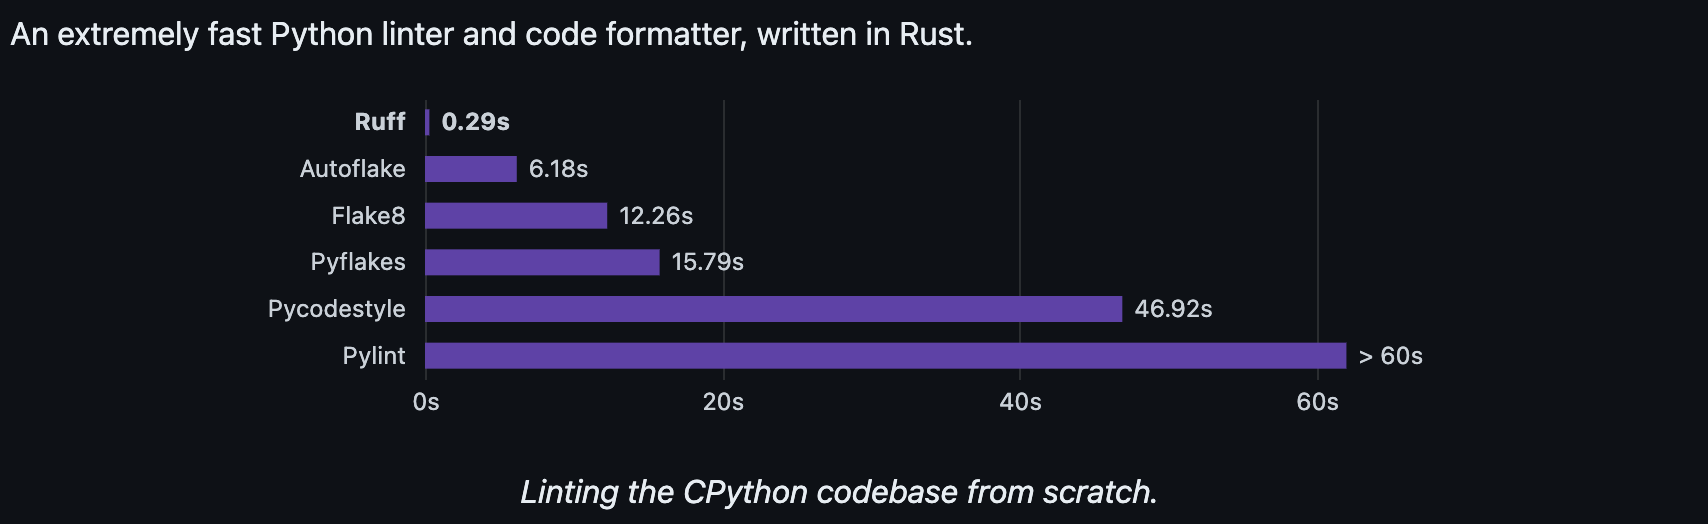 An extremely fast Python linter and code formatter, written in Rust.
Ruff 0.29s
Autoflake 6.18s
Flake8 12.26s
Pyflakes 15.79s
Pycodestyle 46.92s
Pylint > 60s
0s 20s 40s 60s
Linting the CPython codebase from scratch.